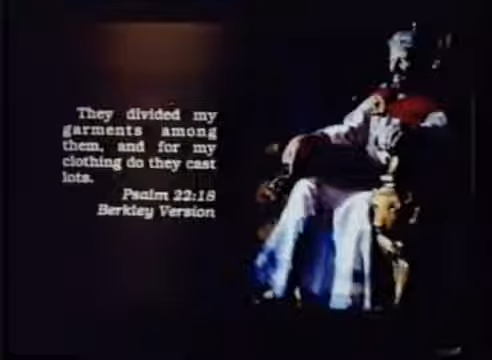 They divided my
garments among
them, and for my
clothing do they cast
lots.
Psalm 22:18
Berkley Version